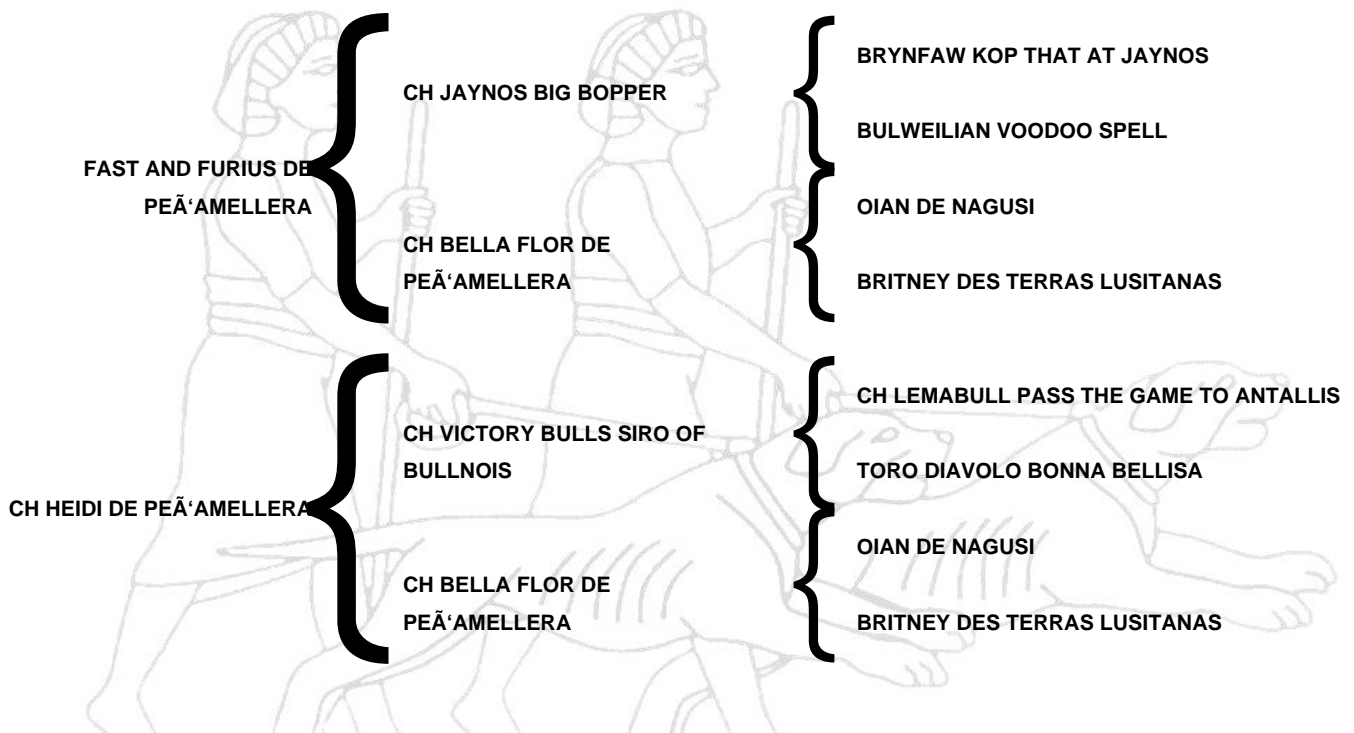 FAST AND FURIUS DE
PEÃ‘AMELLERA
CH JAYNOS BIG BOPPER
BRYNFAW KOP THAT AT JAYNOS
BULWEILIAN VOODOO SPELL
CH BELLA FLOR DE
PEÃ‘AMELLERA
OIAN DE NAGUSI
BRITNEY DES TERRAS LUSITANAS
CH HEIDI DE PEÃ‘AMELLERA
CH VICTORY BULLS SIRO OF
BULLNOIS
CH LEMABULL PASS THE GAME TO ANTALLIS
TORO DIAVOLO BONNA BELLISA
CH BELLA FLOR DE
PEÃ‘AMELLERA
OIAN DE NAGUSI
BRITNEY DES TERRAS LUSITANAS